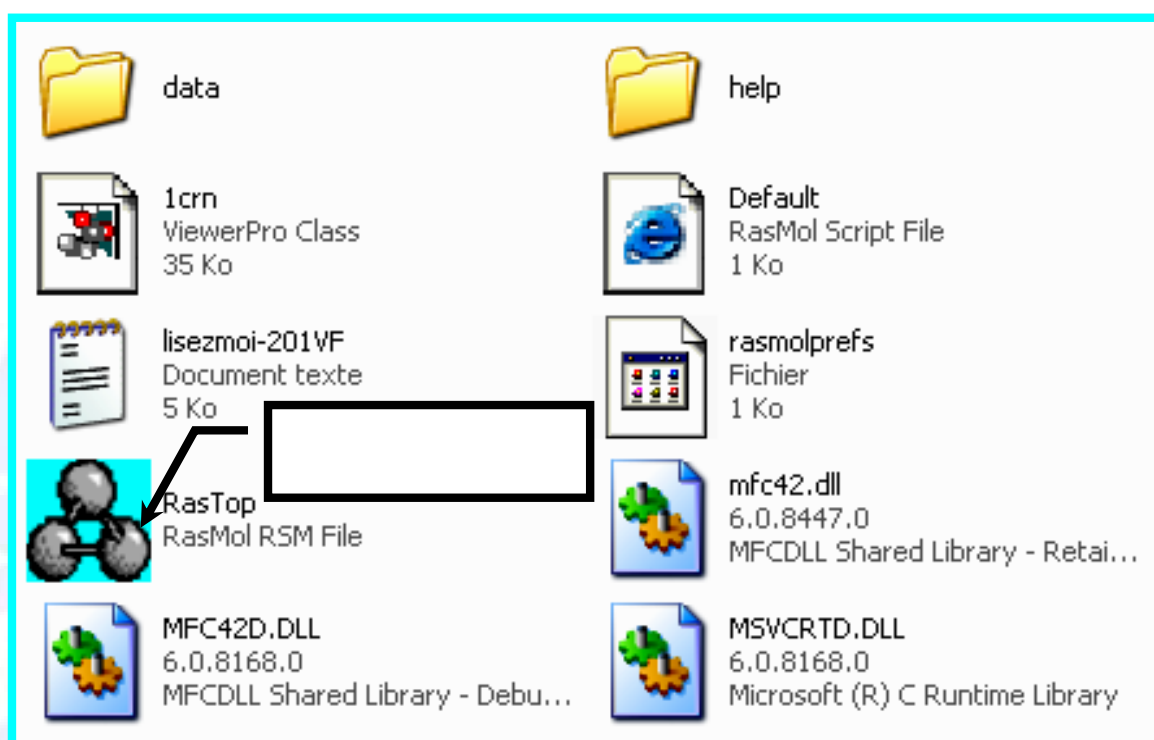 data
help
1crn
ViewerPro Class
35 Ko
Default
RasMol Script File
1 Ko
lisezmoi-201VF
Document texte
5 Ko
rasmolprefs
Fichier
1 Ko
RasTop
RasMol RSM File
mfc42.dll
6.0.8447.0
MFCDLL Shared Library - Retai...
MFC42D.DLL
6.0.8168.0
MFCDLL Shared Library - Debu...
MSVCRTD.DLL
6.0.8168.0
Microsoft (R) C Runtime Library